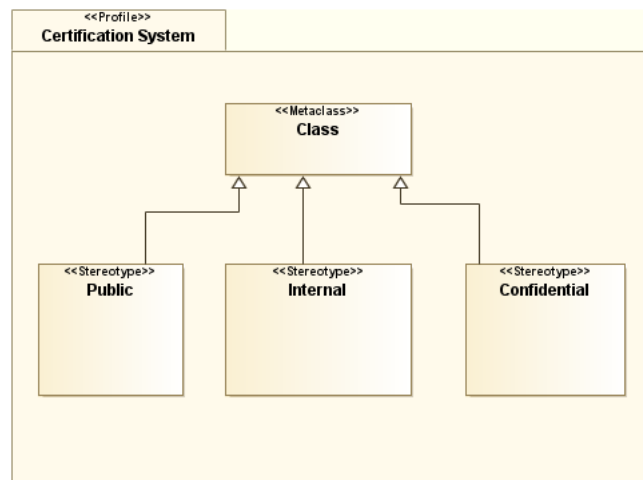 <<Profile>>
Certification System
<<Metaclass>>
Class
<<Stereotype>>
Public
<<Stereotype>>
Internal
<<Stereotype>>
Confidential